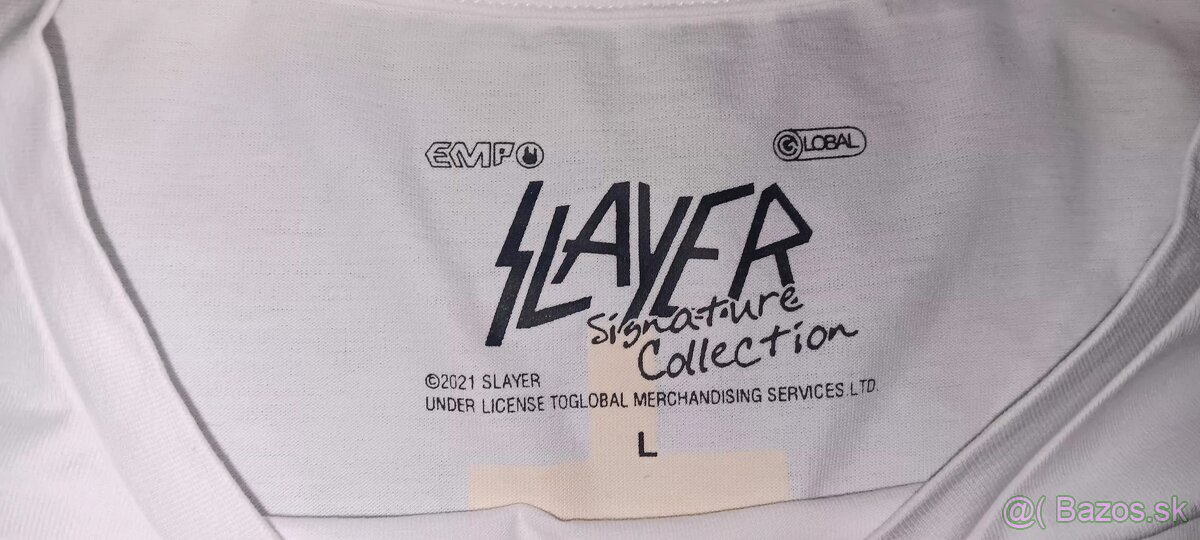 EMP
GLOBAL
SLAYER
Signature
Collection
©2021 SLAYER
UNDER LICENSE TOGLOBAL MERCHANDISING SERVICES LTD.
L
@( Bazos.sk